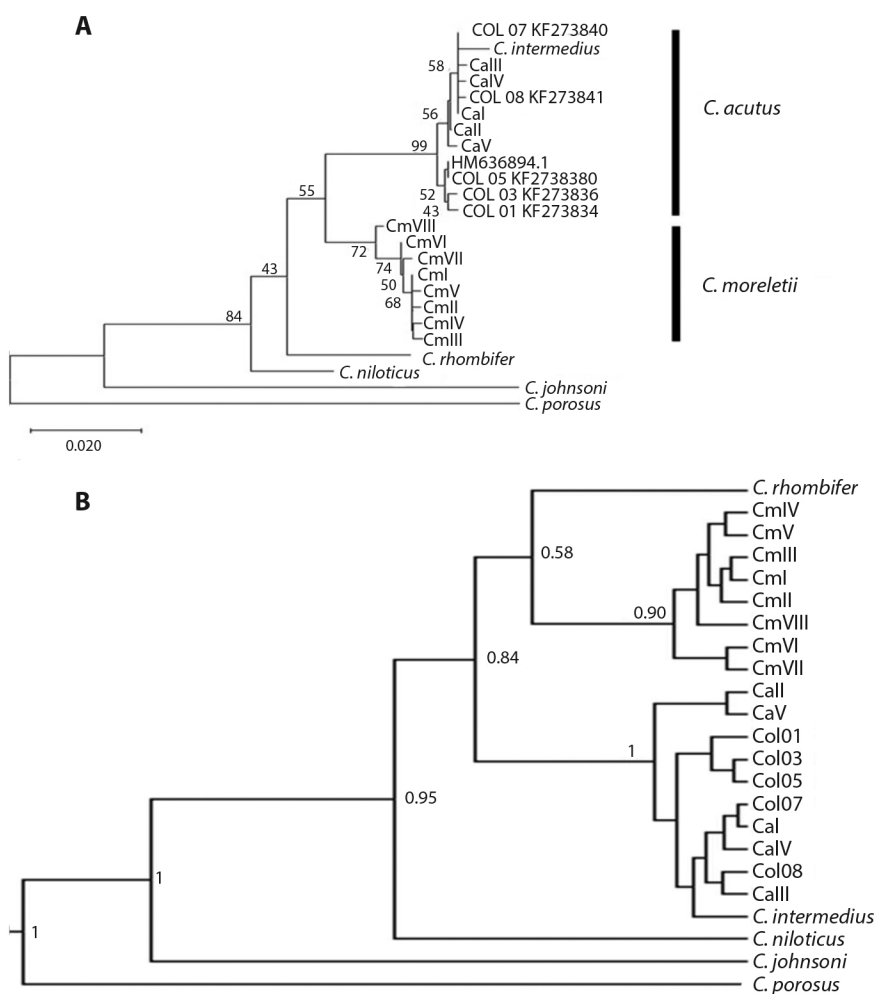 A
COL 07 KF273840
C. intermedius
58
CaIII
CaIV
COL 08 KF273841
C. acutus
56
CaI
CaII
99
CaV
HM636894.1
COL 05 KF2738380
55
52
COL 03 KF273836
43
COL 01 KF273834
CmVIII
72
CmVI
CmVII
43
74
CmI
50
CmV
C. moreletii
68
CmII
84
CmIV
CmIII
C. rhombifer
C. niloticus
C. johnsoni
C. porosus
0.020
B
C. rhombifer
CmIV
CmV
0.58
CmIII
CmI
CmII
0.90
CmVIII
CmVI
0.84
CmVII
CaII
CaV
Col01
1
Col03
Col05
0.95
Col07
CaI
CaIV
1
Col08
CaIII
C. intermedius
1
C. niloticus
C. johnsoni
C. porosus